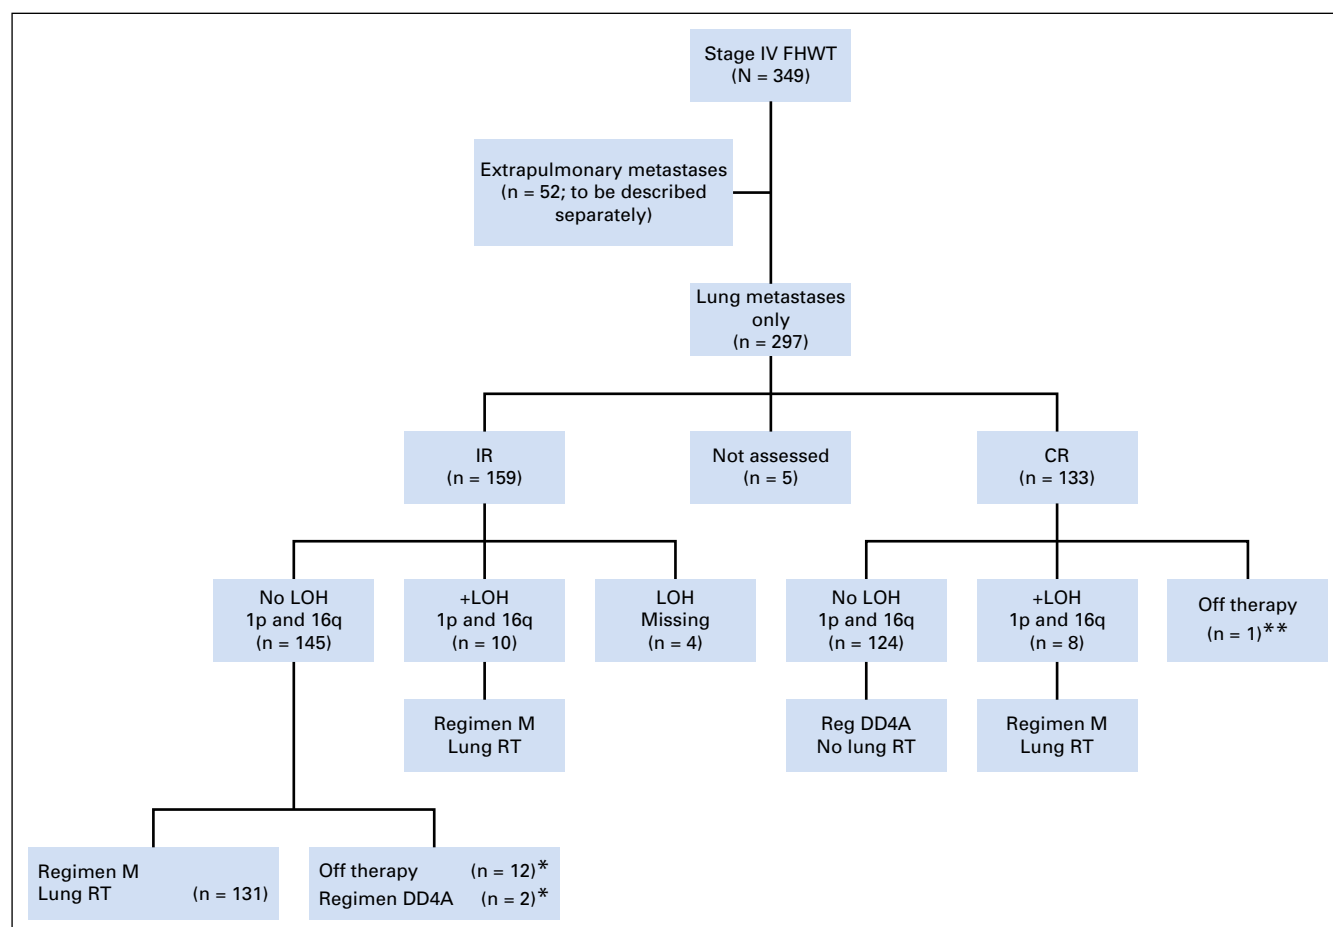 Stage IV FHWT
(N = 349)
Extrapulmonary metastases
(n = 52; to be described
separately)
Lung metastases
only
(n = 297)
IR
(n = 159)
Not assessed
(n = 5)
CR
(n = 133)
No LOH
1p and 16q
(n = 145)
+LOH
1p and 16q
(n = 10)
LOH
Missing
(n = 4)
No LOH
1p and 16q
(n = 124)
+LOH
1p and 16q
(n = 8)
Off therapy
(n = 1)**
Regimen M
Lung RT
Reg DD4A
No lung RT
Regimen M
Lung RT
Regimen M
Lung RT (n = 131)
Off therapy (n = 12)*
Regimen DD4A (n = 2)*